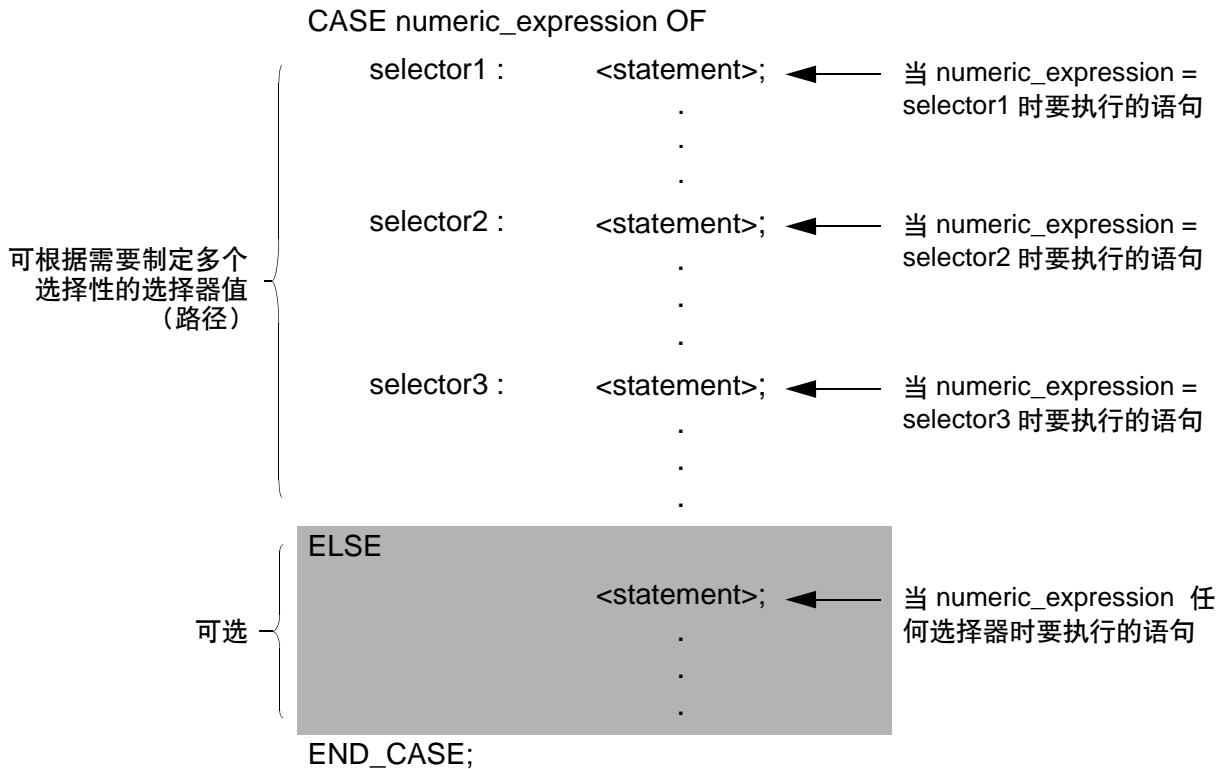 CASE numeric_expression OF
selector1 : <statement>;
当 numeric_expression =
selector1 时要执行的语句
.
.
.
selector2 : <statement>;
当 numeric_expression =
selector2 时要执行的语句
.
.
.
可根据需要制定多个
选择性的选择器值
（路径）
selector3 : <statement>;
当 numeric_expression =
selector3 时要执行的语句
.
.
.
ELSE
<statement>;
当 numeric_expression 任
何选择器时要执行的语句
.
.
.
可选
END_CASE;